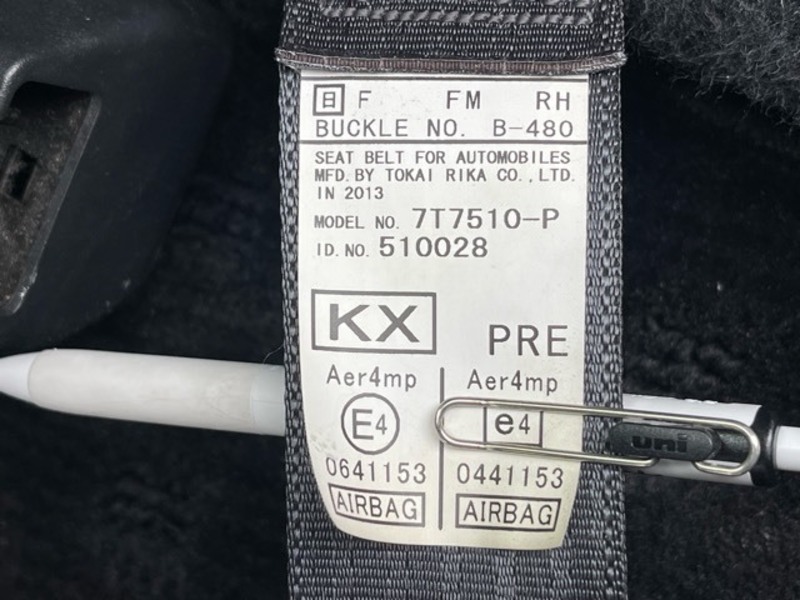 日 F FM RH
BUCKLE NO. B-480
SEAT BELT FOR AUTOMOBILES
MFD. BY TOKAI RIKA CO., LTD.
IN 2013
MODEL NO. 7T7510-P
ID. NO. 510028
KX
PRE
Aer4mp
E4
0641153
AIRBAG
Aer4mp
e4
0441153
AIRBAG
uni